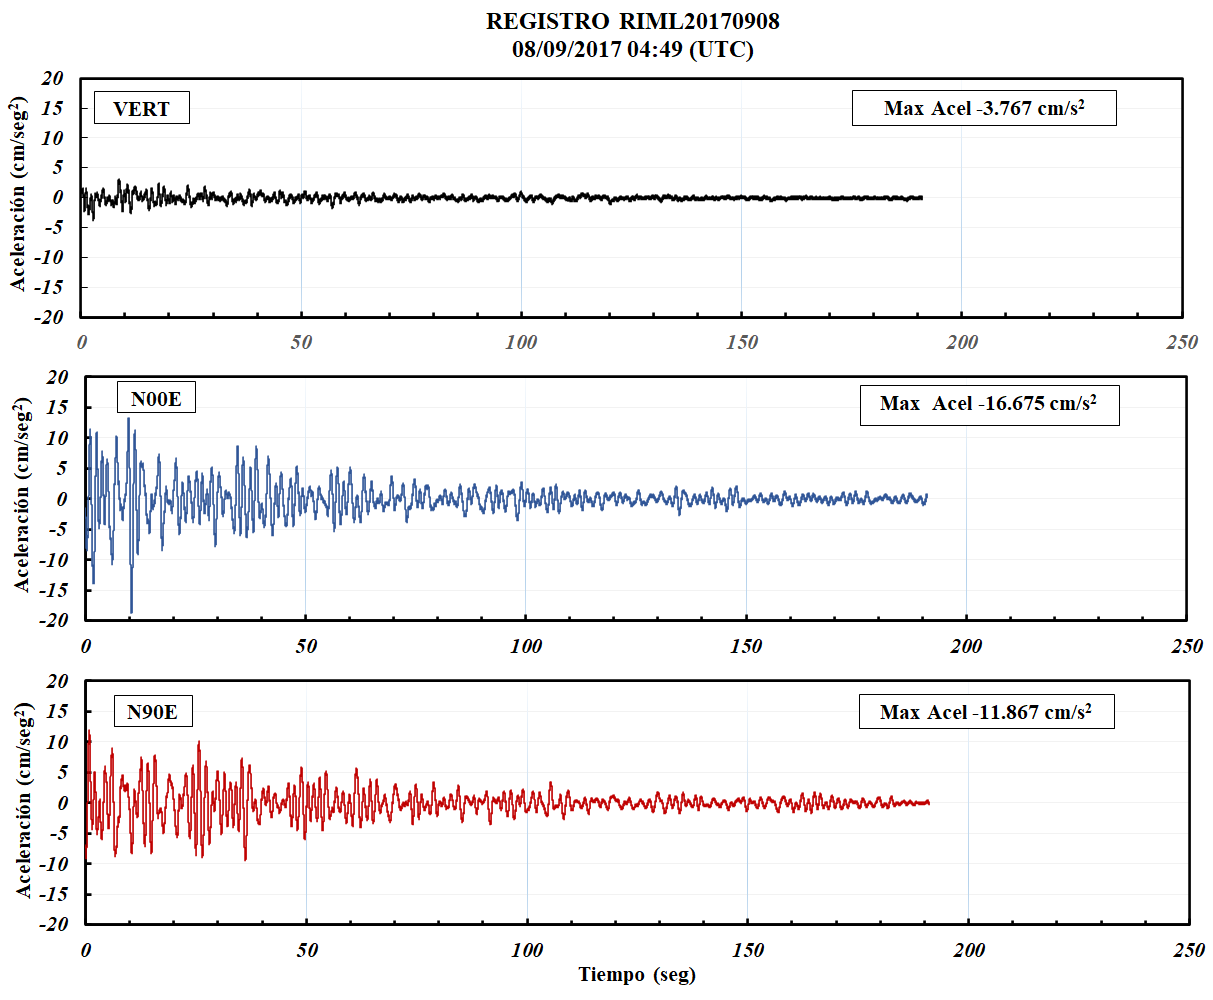 REGISTRO RIML20170908
08/09/2017 04:49 (UTC)
Aceleración (cm/seg²)
20
15
10
5
0
-5
-10
-15
-20
VERT
Max Acel -3.767 cm/s²
0 50 100 150 200 250
Aceleración (cm/seg²)
20
15
10
5
0
-5
-10
-15
-20
N00E
Max Acel -16.675 cm/s²
0 50 100 150 200 250
Aceleración (cm/seg²)
20
15
10
5
0
-5
-10
-15
-20
N90E
Max Acel -11.867 cm/s²
0 50 100 150 200 250
Tiempo (seg)